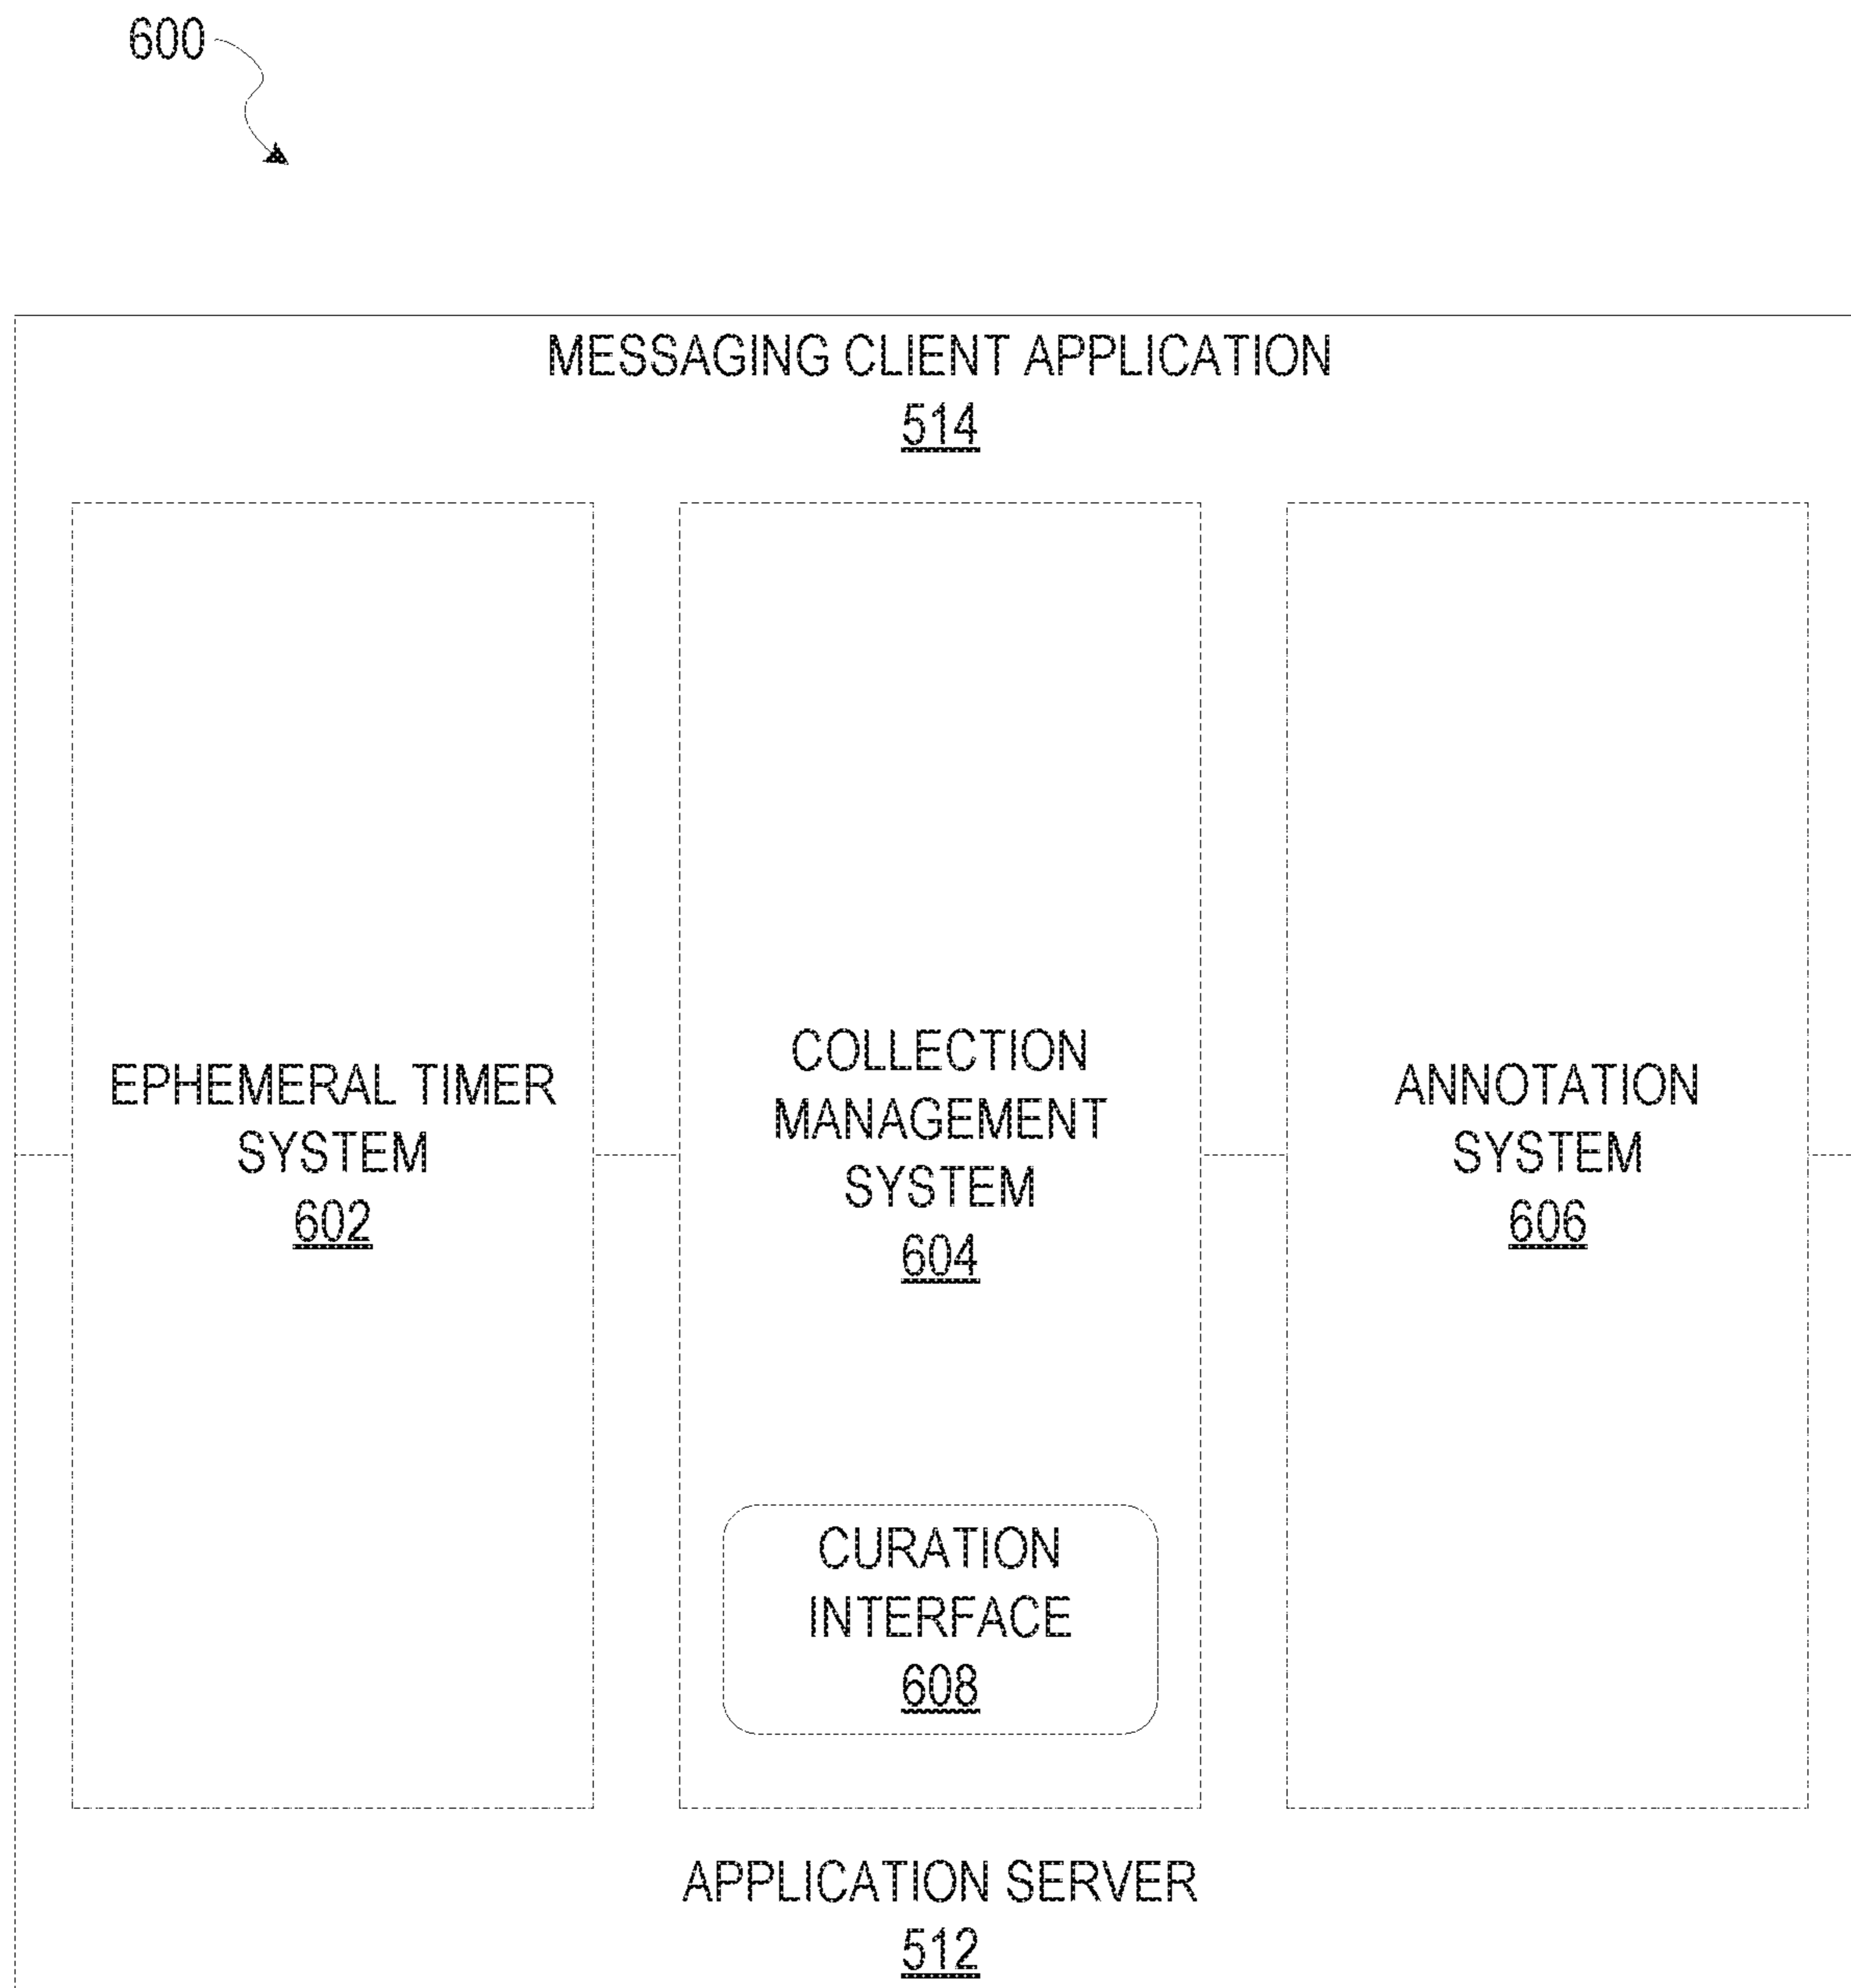 600
MESSAGING CLIENT APPLICATION
514
EPHEMERAL TIMER
SYSTEM
602
COLLECTION
MANAGEMENT
SYSTEM
604
ANNOTATION
SYSTEM
606
CURATION
INTERFACE
608
APPLICATION SERVER
512